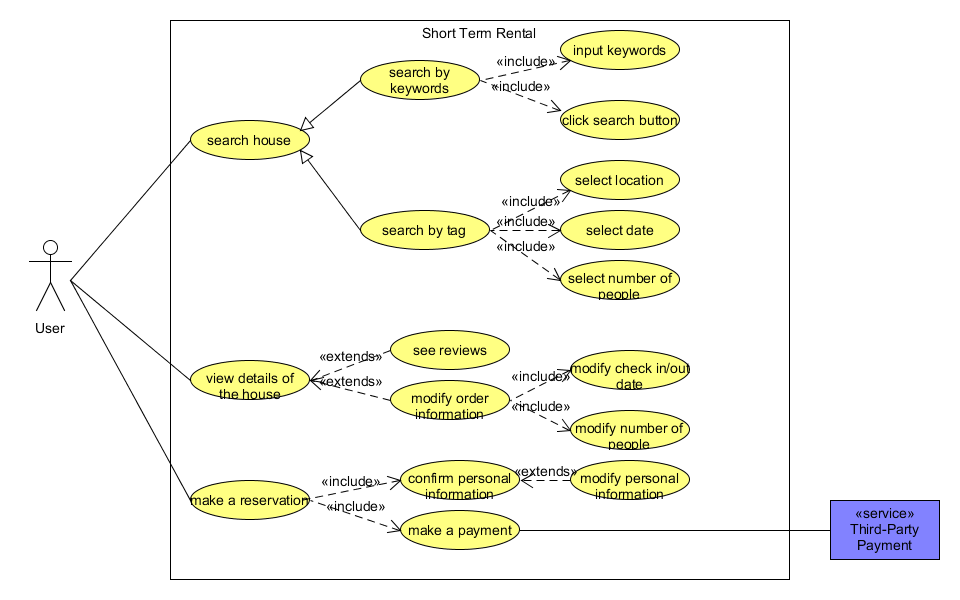 Short Term Rental
input keywords
«include»
search by
keywords
«include»
click search button
search house
select location
«include»
search by tag
«include»
select date
«include»
select number of
people
User
see reviews
«extends»
view details of
the house
«extends»
modify order
information
«include»
modify check in/out
date
«include»
modify number of
people
make a reservation
«include»
confirm personal
information
«extends»
modify personal
information
«include»
make a payment
«service»
Third-Party
Payment